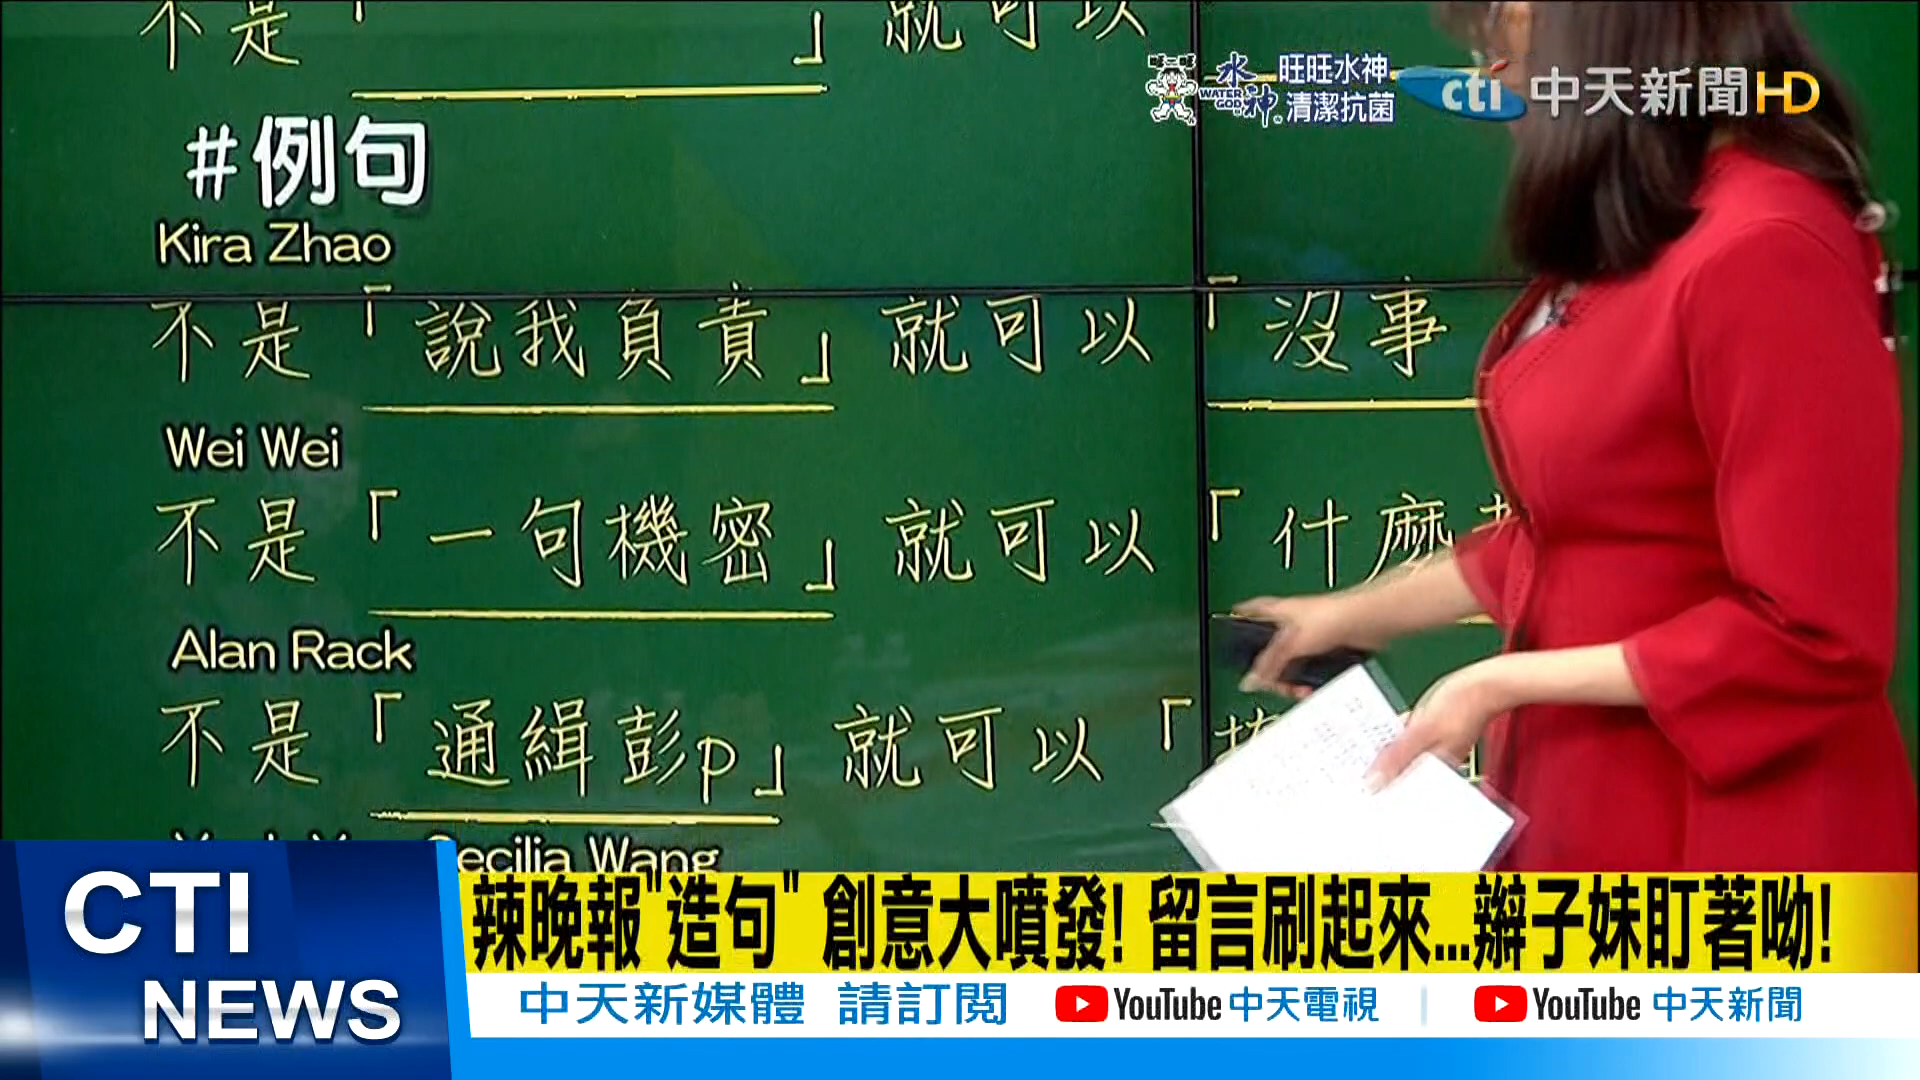 不是「　　　　」就可以
旺旺水神
清潔抗菌
水神
WATER GOD
cti 中天新聞HD
#例句
Kira Zhao
不是「說我負責」就可以「沒事
Wei Wei
不是「一句機密」就可以「什麼
Alan Rack
不是「通緝彭p」就可以「
Cecilia Wang
CTI NEWS
辣晚報"造句" 創意大噴發! 留言刷起來...辮子妹盯著呦!
中天新媒體 請訂閱 YouTube 中天電視 | YouTube 中天新聞